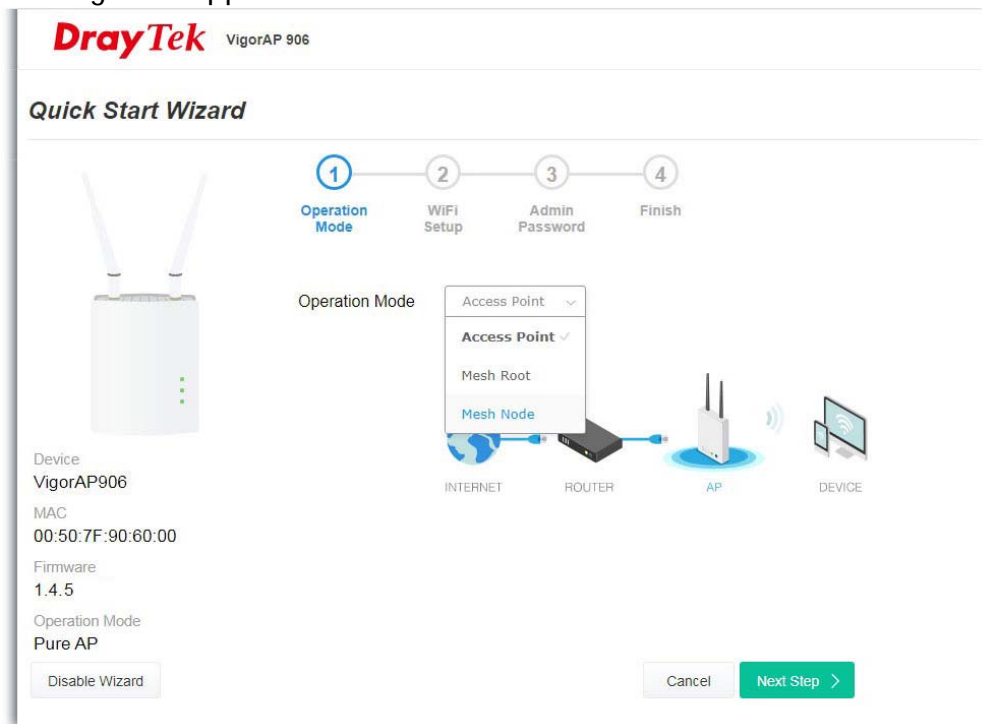 DrayTek VigorAP 906
Quick Start Wizard
1 2 3 4
Operation Mode
WiFi Setup
Admin Password
Finish
Operation Mode
Access Point
Access Point
Mesh Root
Mesh Node
INTERNET ROUTER AP DEVICE
Device
VigorAP906
MAC
00:50:7F:90:60:00
Firmware
1.4.5
Operation Mode
Pure AP
Disable Wizard
Cancel
Next Step